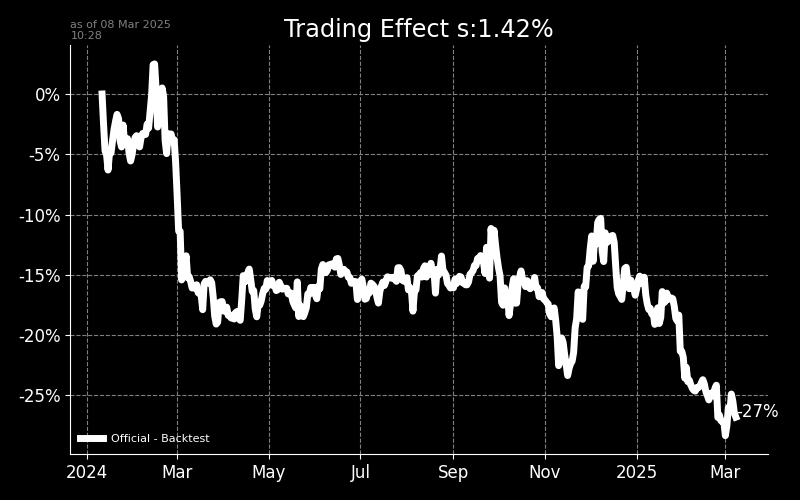 as of 08 Mar 2025
10:28
Trading Effect s:1.42%
0%
-5%
-10%
-15%
-20%
-25%
-27%
Official - Backtest
2024 Mar May Jul Sep Nov 2025 Mar